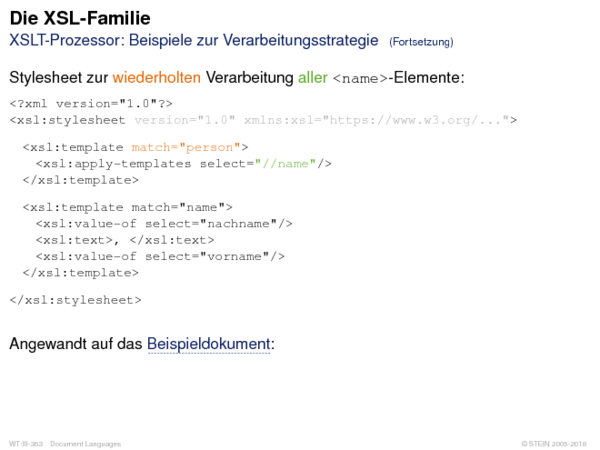 Die XSL-Familie
XSLT-Prozessor: Beispiele zur Verarbeitungsstrategie (Fortsetzung)
Stylesheet zur wiederholten Verarbeitung aller <name>-Elemente:
<?xml version="1.0"?>
<xsl:stylesheet version="1.0" xmlns:xsl="https://www.w3.org/...">
<xsl:template match="person">
<xsl:apply-templates select="//name"/>
</xsl:template>
<xsl:template match="name">
<xsl:value-of select="nachname"/>
<xsl:text>, </xsl:text>
<xsl:value-of select="vorname"/>
</xsl:template>
</xsl:stylesheet>
Angewandt auf das Beispieldokument:
WT:III-363 Document Languages © STEIN 2005-2018